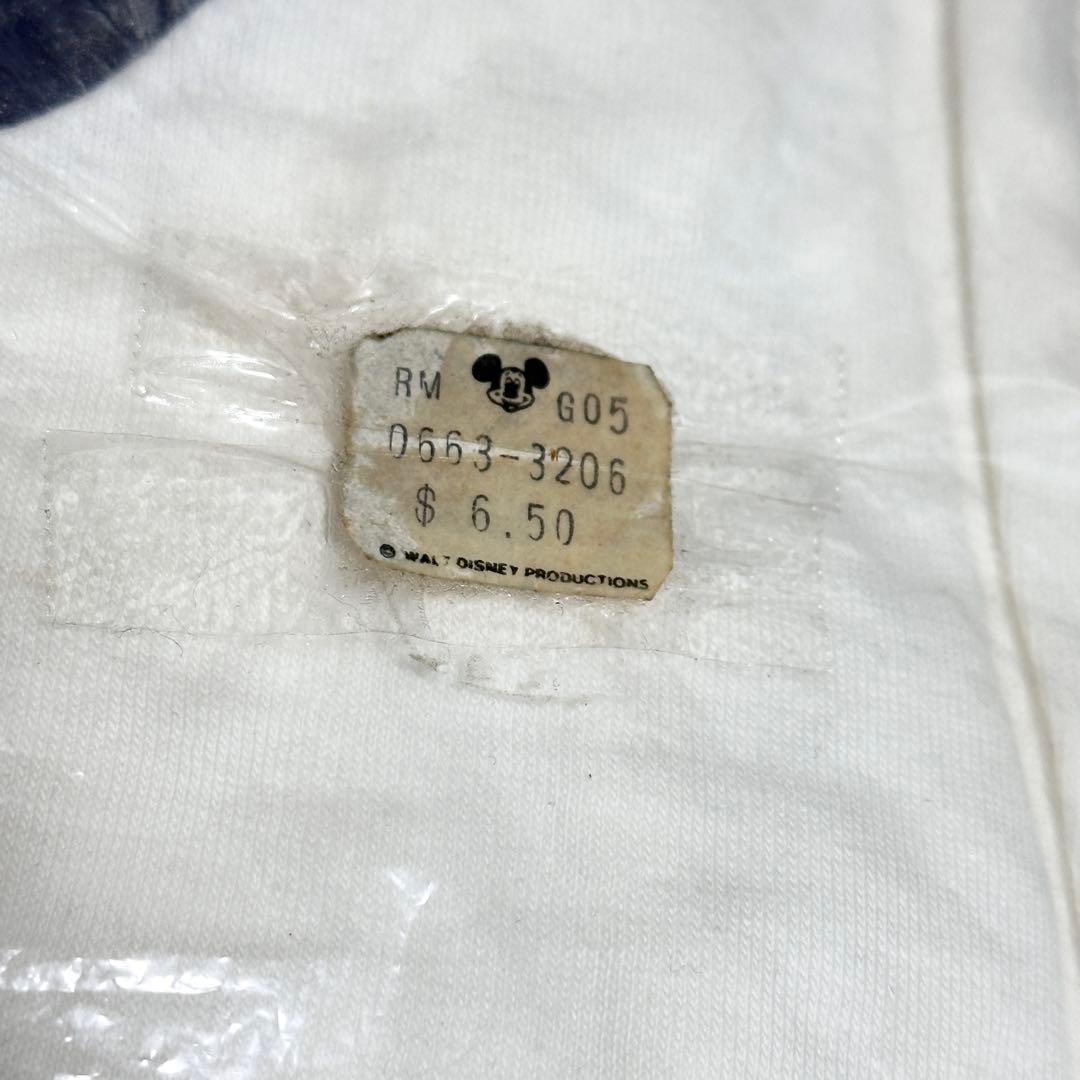 RM G05
0663-3206
$ 6.50
© WALT DISNEY PRODUCTIONS